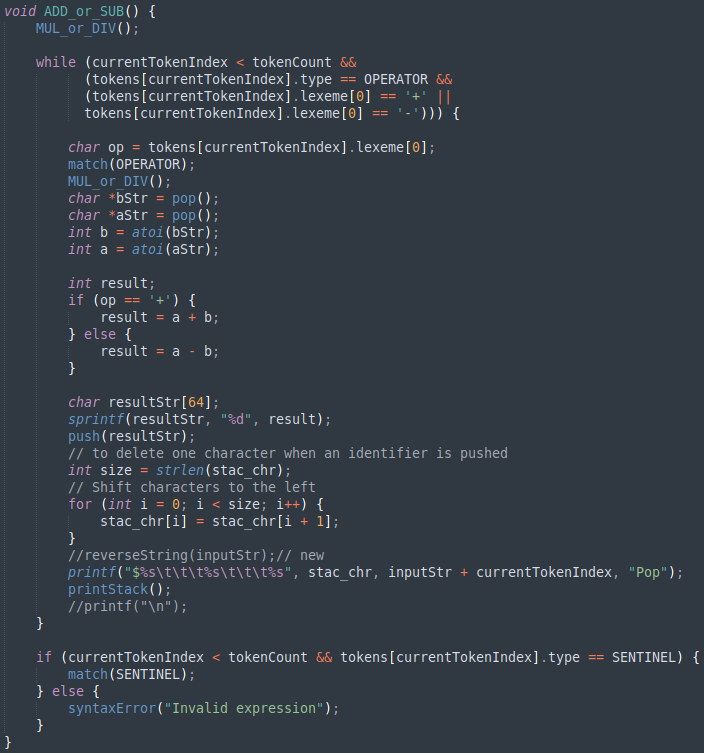 void ADD_or_SUB() {
    MUL_or_DIV();

    while (currentTokenIndex < tokenCount &&
          (tokens[currentTokenIndex].type == OPERATOR &&
          (tokens[currentTokenIndex].lexeme[0] == '+' ||
          tokens[currentTokenIndex].lexeme[0] == '-'))) {

        char op = tokens[currentTokenIndex].lexeme[0];
        match(OPERATOR);
        MUL_or_DIV();
        char *bStr = pop();
        char *aStr = pop();
        int b = atoi(bStr);
        int a = atoi(aStr);

        int result;
        if (op == '+') {
            result = a + b;
        } else {
            result = a - b;
        }

        char resultStr[64];
        sprintf(resultStr, "%d", result);
        push(resultStr);
        // to delete one character when an identifier is pushed
        int size = strlen(stac_chr);
        // Shift characters to the left
        for (int i = 0; i < size; i++) {
            stac_chr[i] = stac_chr[i + 1];
        }
        //reverseString(inputStr);// new
        printf("$%s\t\t\t%s\t\t\t%s", stac_chr, inputStr + currentTokenIndex, "Pop");
        printStack();
        //printf("\n");
    }

    if (currentTokenIndex < tokenCount && tokens[currentTokenIndex].type == SENTINEL) {
        match(SENTINEL);
    } else {
        syntaxError("Invalid expression");
    }
}